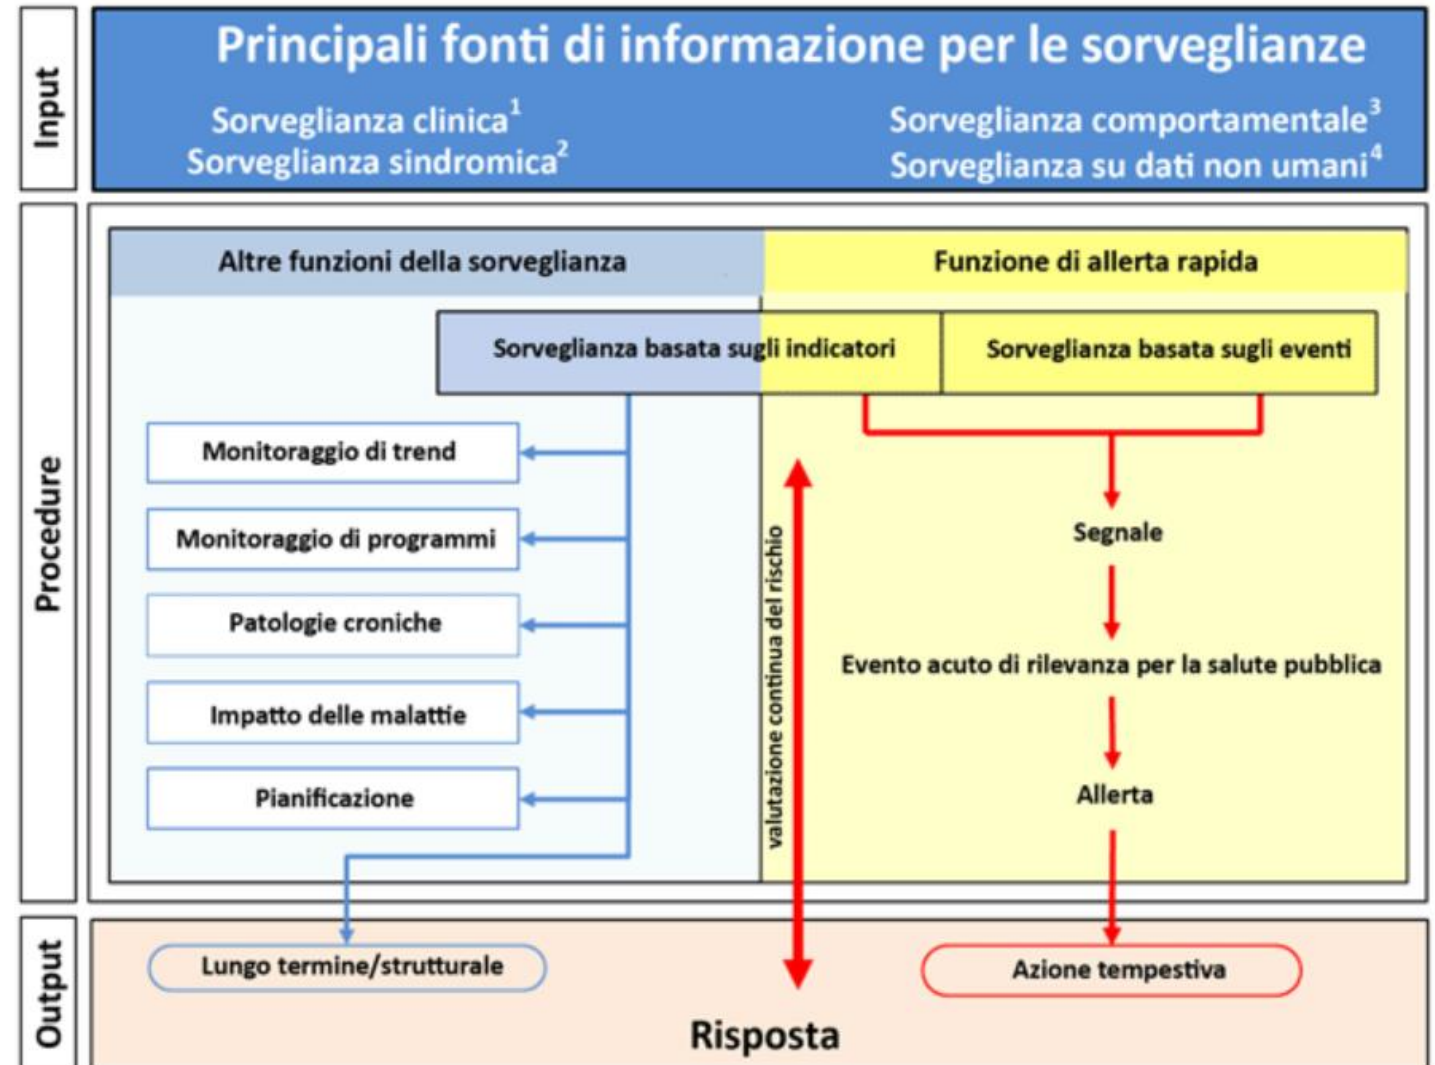 Input
Principali fonti di informazione per le sorveglianze
Sorveglianza clinica1
Sorveglianza sindromica2
Sorveglianza comportamentale3
Sorveglianza su dati non umani4
Procedure
Altre funzioni della sorveglianza
Funzione di allerta rapida
Sorveglianza basata sugli indicatori
Sorveglianza basata sugli eventi
Monitoraggio di trend
Monitoraggio di programmi
Patologie croniche
Impatto delle malattie
Pianificazione
valutazione continua del rischio
Segnale
Evento acuto di rilevanza per la salute pubblica
Allerta
Output
Lungo termine/strutturale
Azione tempestiva
Risposta